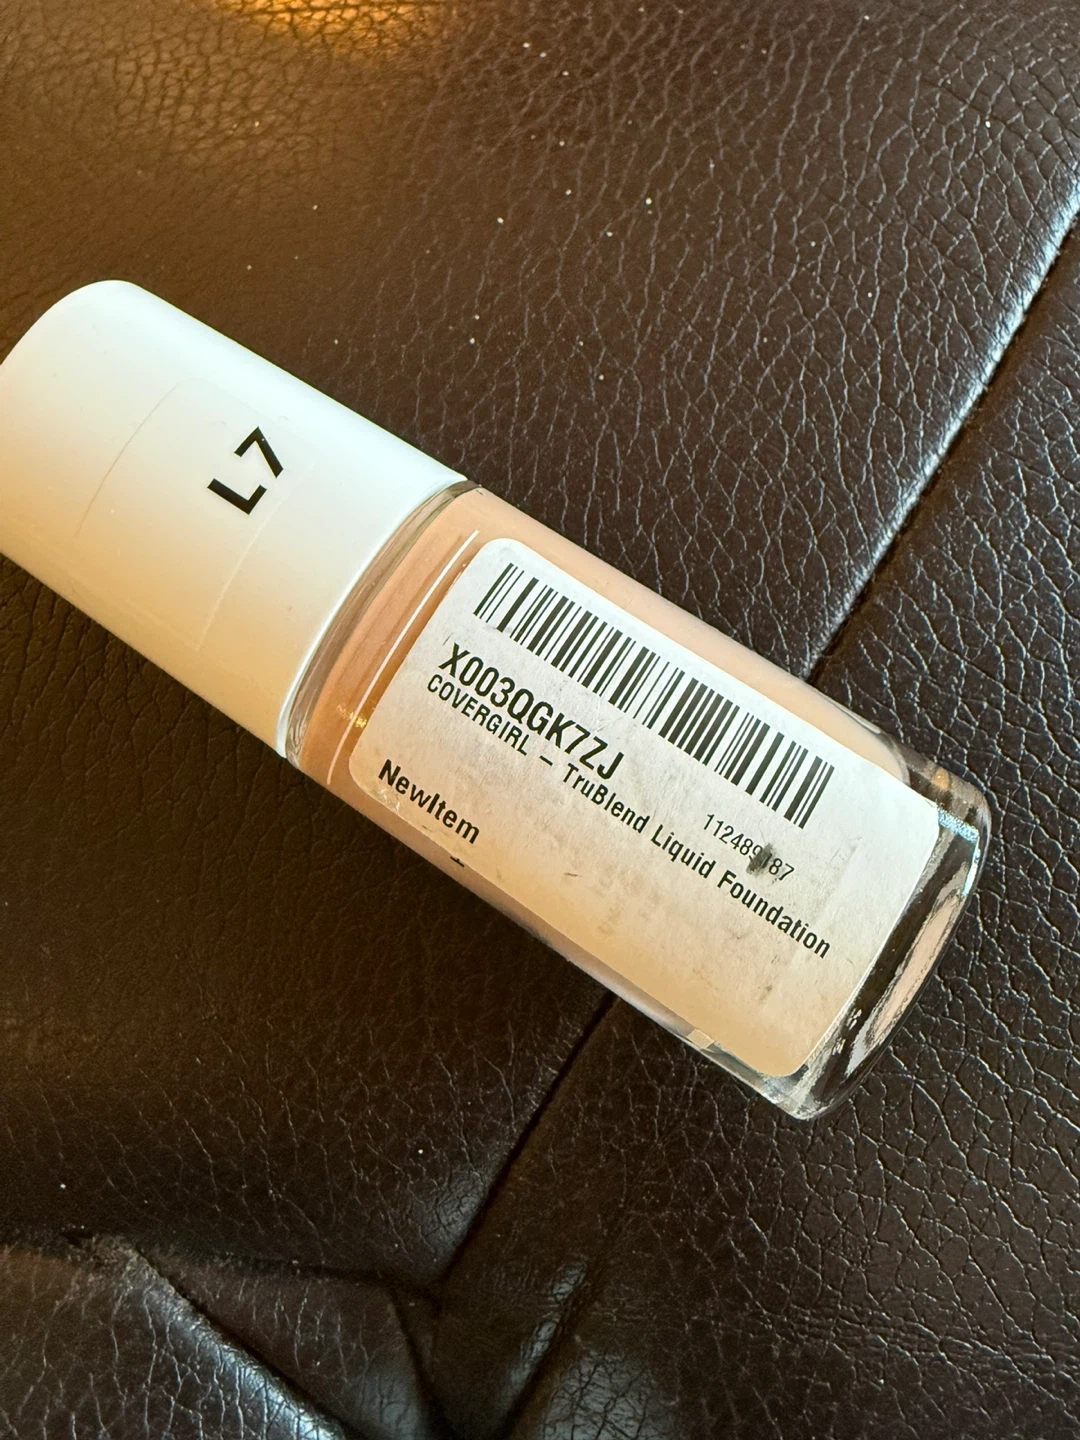 L7
X003QGK7ZJ
COVERGIRL – TruBlend Liquid Foundation
NewItem